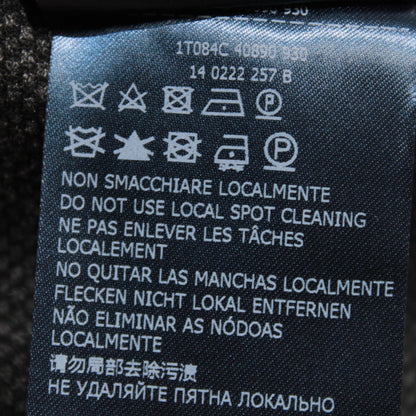 1T084C 40890 930
14 0222 257 B
P
P
NON SMACCHIARE LOCALMENTE
DO NOT USE LOCAL SPOT CLEANING
NE PAS ENLEVER LES TÂCHES
LOCALEMENT
NO QUITAR LAS MANCHAS LOCALMENTE
FLECKEN NICHT LOKAL ENTFERNEN
NÃO ELIMINAR AS NÓDOAS
LOCALMENTE
请勿局部去除污渍
НЕ УДАЛЯЙТЕ ПЯТНА ЛОКАЛЬНО